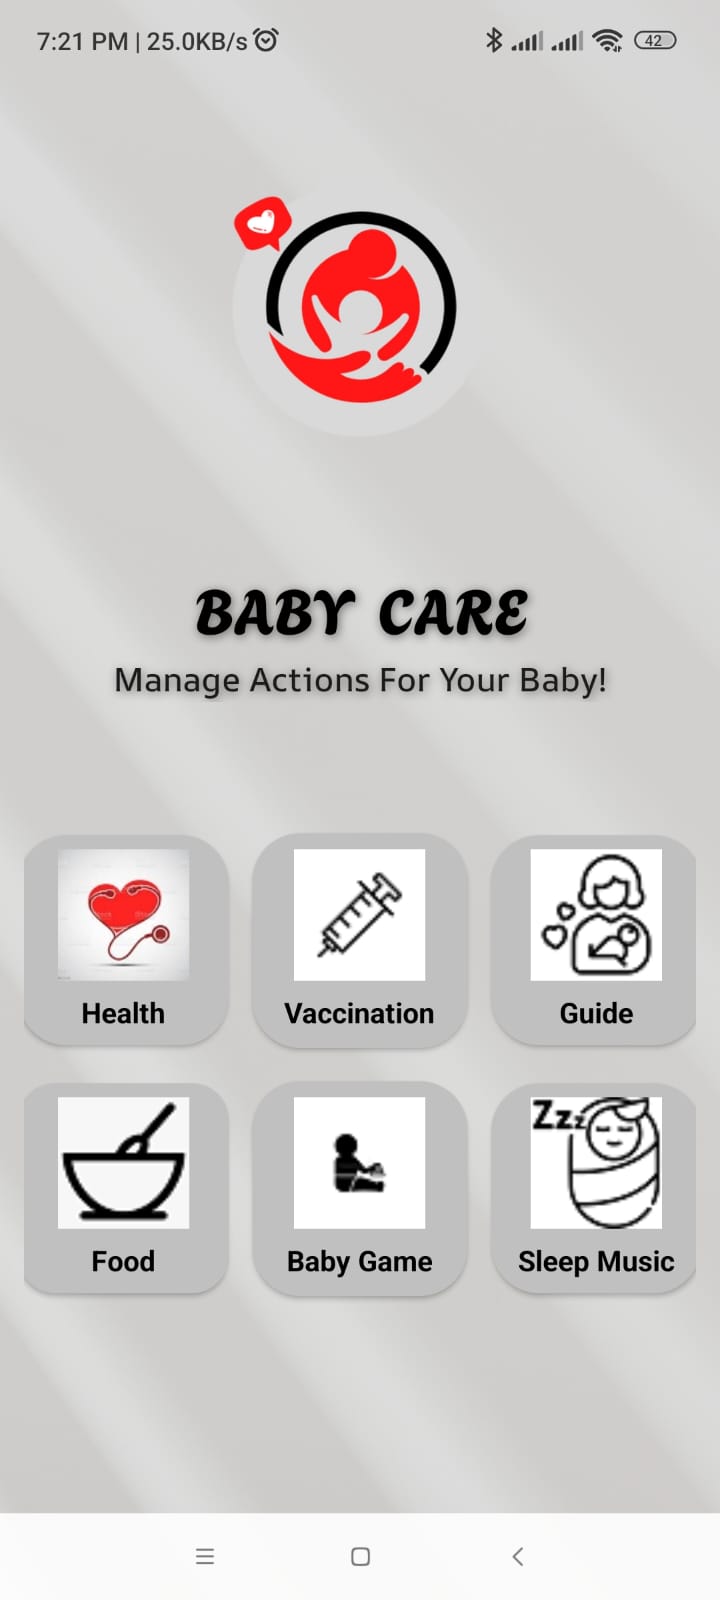 7:21 PM | 25.0KB/s
42
BABY CARE
Manage Actions For Your Baby!
Health
Vaccination
Guide
Food
Zzz
Baby Game
Sleep Music